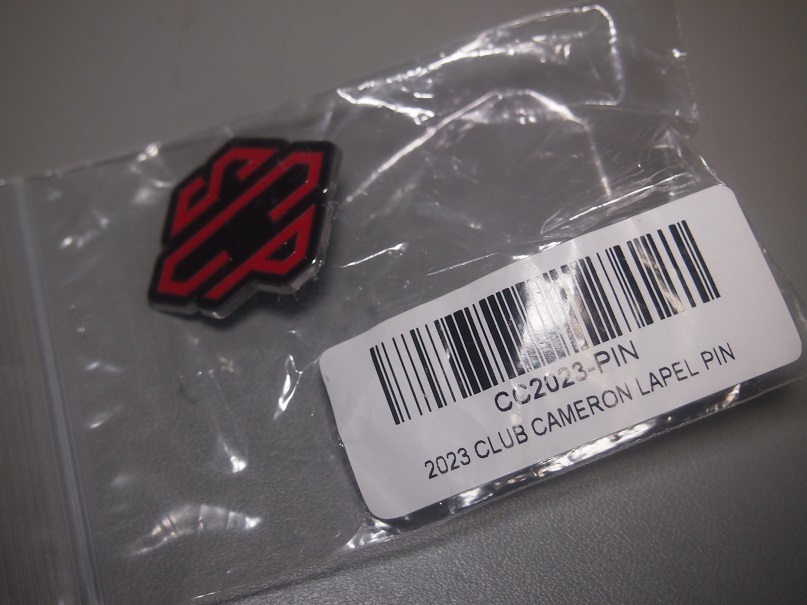 CC2023-PIN
2023 CLUB CAMERON LAPEL PIN